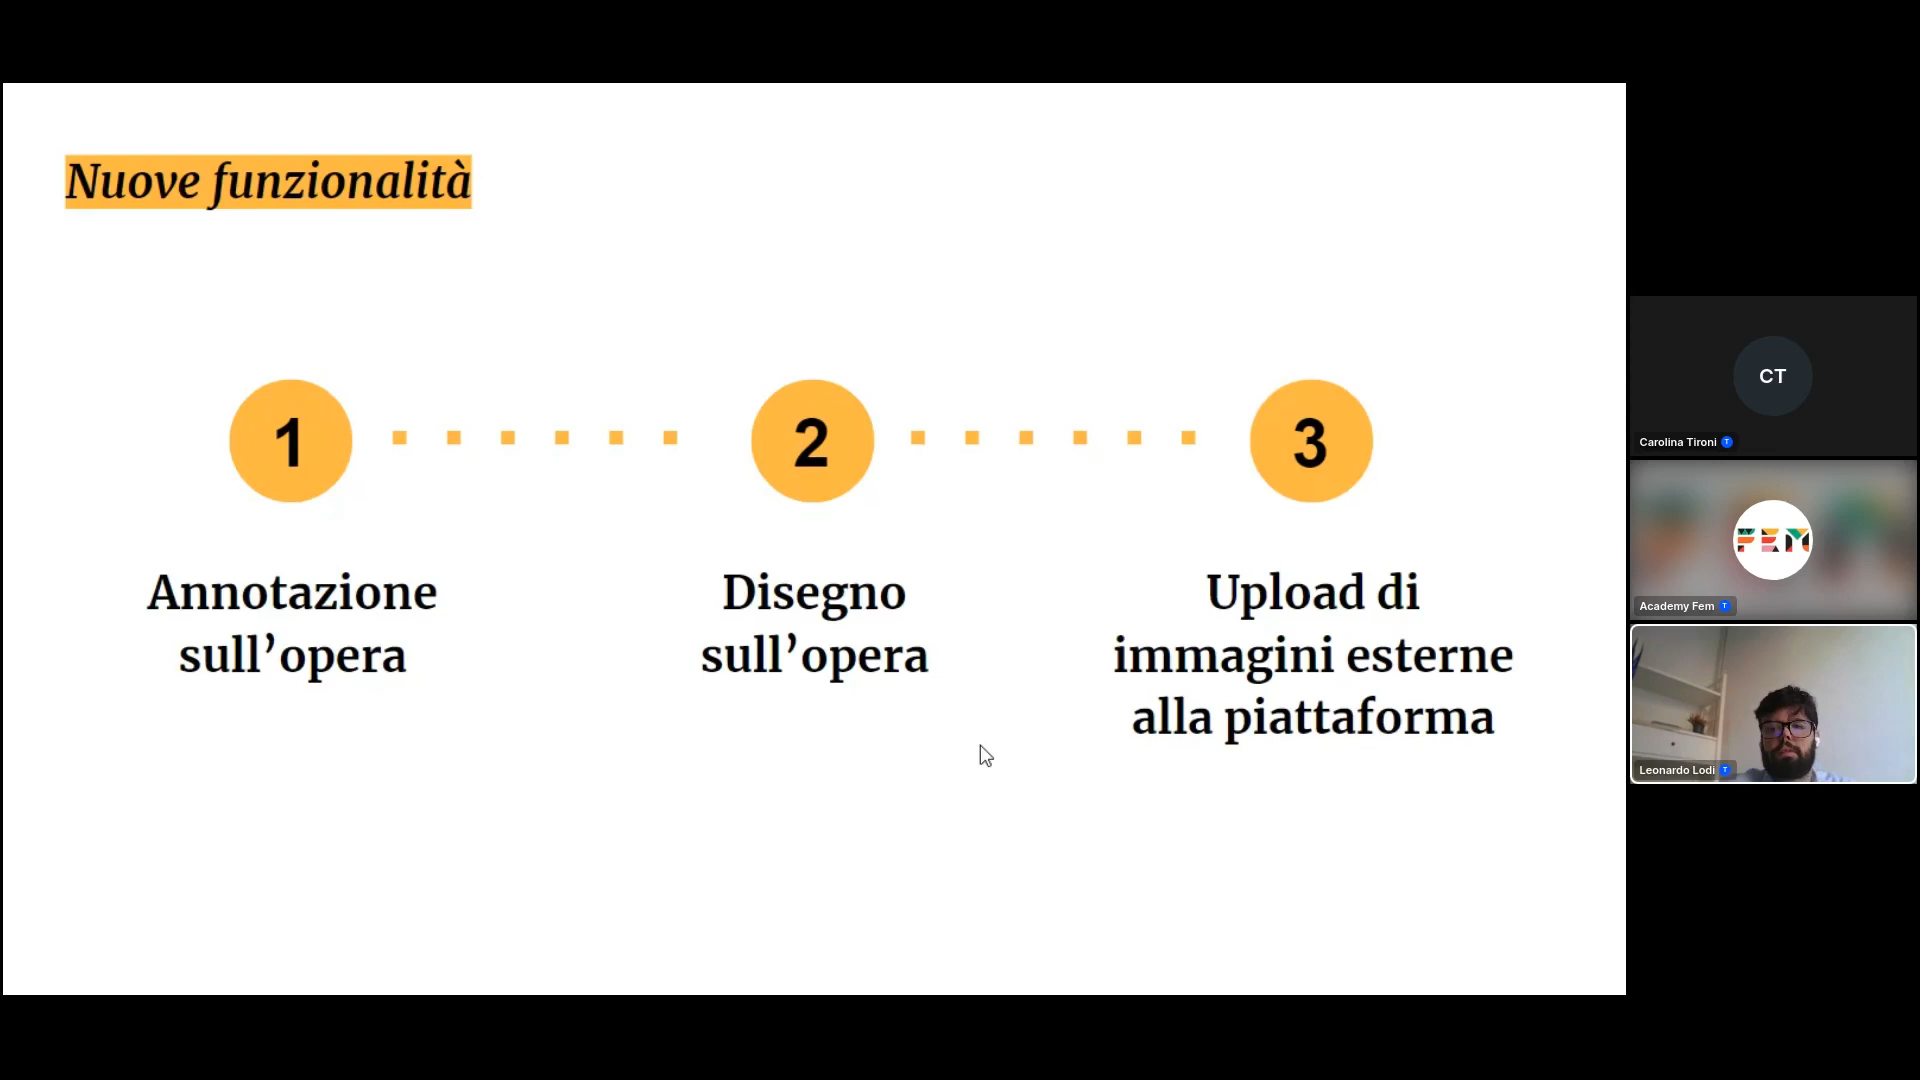 Nuove funzionalità
1
2
3
Annotazione
sull’opera
Disegno
sull’opera
Upload di
immagini esterne
alla piattaforma
CT
Carolina Tironi T
FEM
Academy Fem T
Leonardo Lodi T